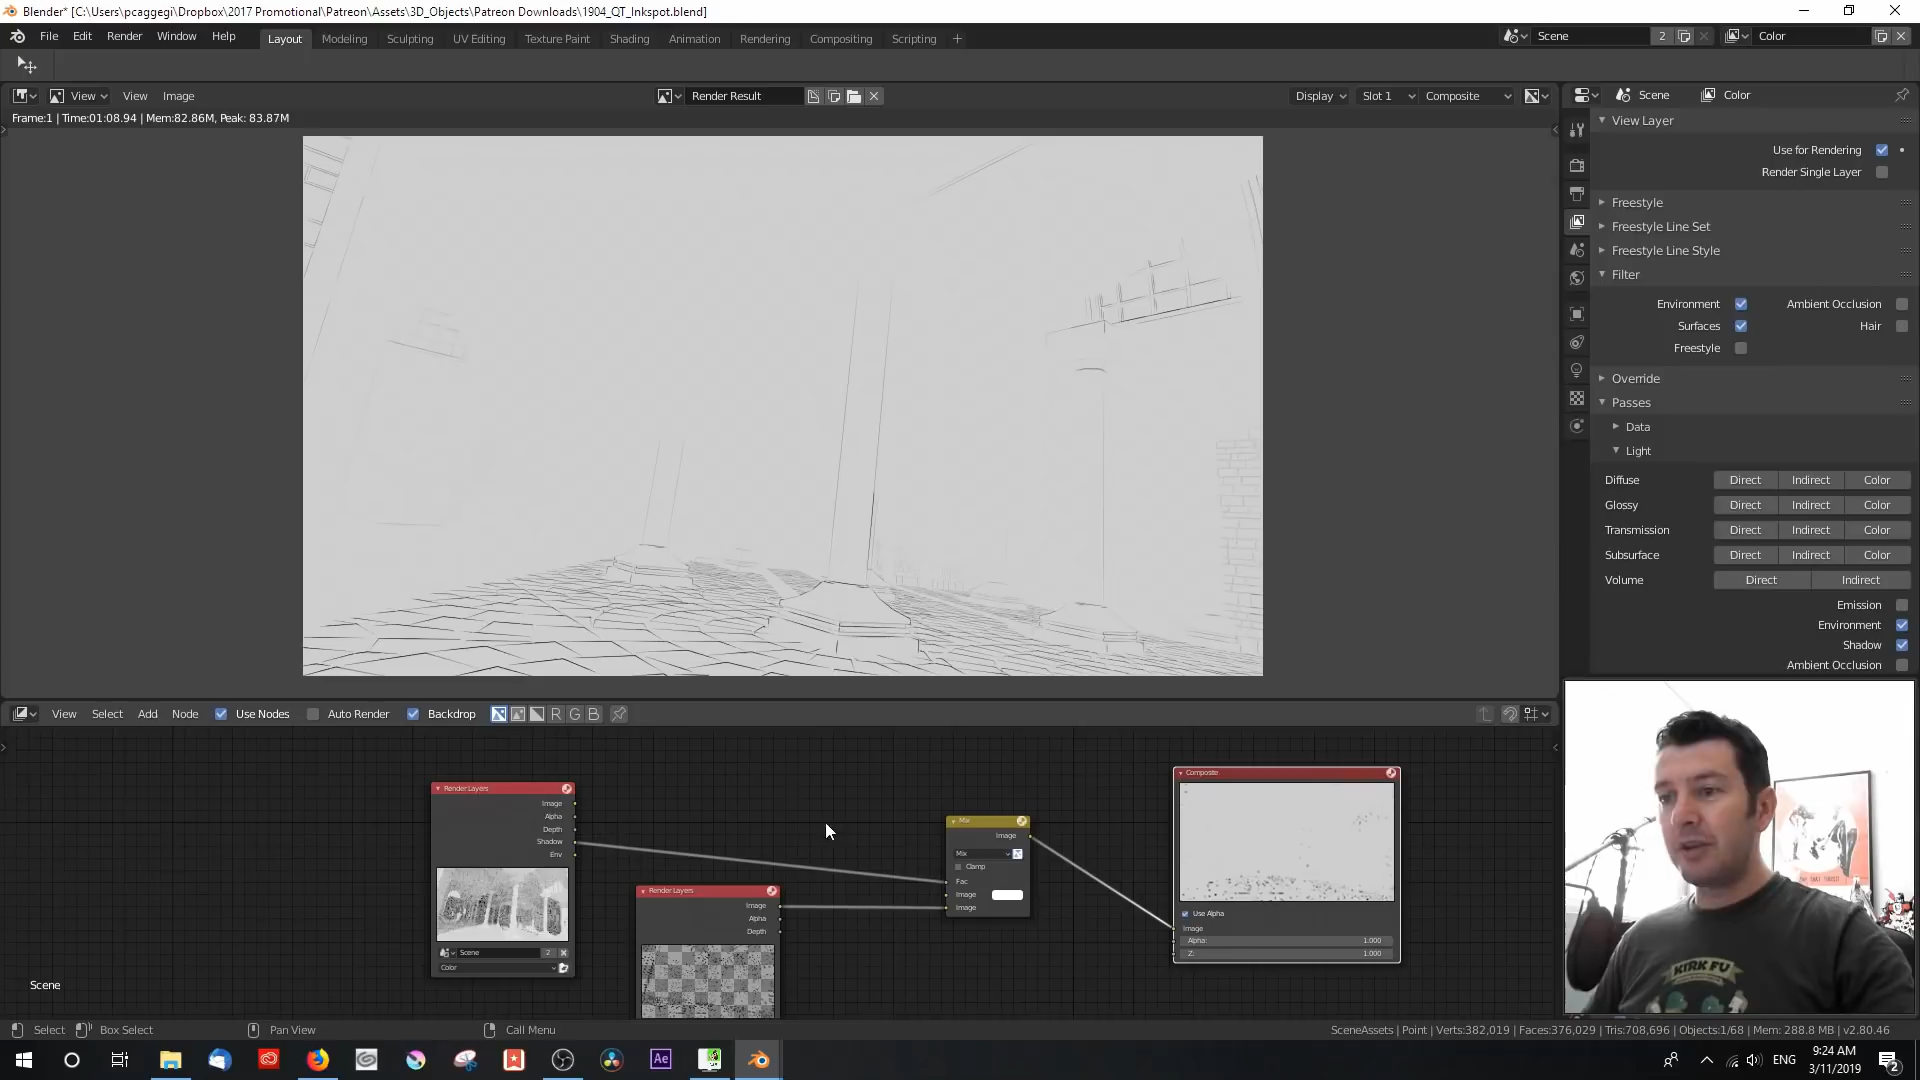 Blender* [C:\Users\pcaggegi\Dropbox\2017 Promotional\Patreon\Assets\3D_Objects\Patreon Downloads\1904_QT_Inkspot.blend]
File Edit Render Window Help Layout Modeling Sculpting UV Editing Texture Paint Shading Animation Rendering Compositing Scripting + Scene 2 Color
View View Image Render Result Display Slot 1 Composite Scene Color
Frame:1 | Time:01:08.94 | Mem:82.86M, Peak: 83.87M
View Layer
Use for Rendering
Render Single Layer
Freestyle
Freestyle Line Set
Freestyle Line Style
Filter
Environment Ambient Occlusion
Surfaces Hair
Freestyle
Override
Passes
Data
Light
Diffuse Direct Indirect Color
Glossy Direct Indirect Color
Transmission Direct Indirect Color
Subsurface Direct Indirect Color
Volume Direct Indirect
Emission
Environment
Shadow
Ambient Occlusion
View Select Add Node Use Nodes Auto Render Backdrop R G B
Render Layers
Image
Alpha
Depth
Shadow
Env
Scene 2
Color
Render Layers
Image
Alpha
Depth
Mix
Image
Mix
Clamp
Fac
Image
Image
Composite
Use Alpha
Image
Alpha: 1.000
Z: 1.000
Scene
KIRK FU
Select Box Select Pan View Call Menu SceneAssets | Point | Verts:382,019 | Faces:376,029 | Tris:708,696 | Objects:1/68 | Mem: 288.8 MB | v2.80.46
Ae ENG 9:24 AM
3/11/2019 2